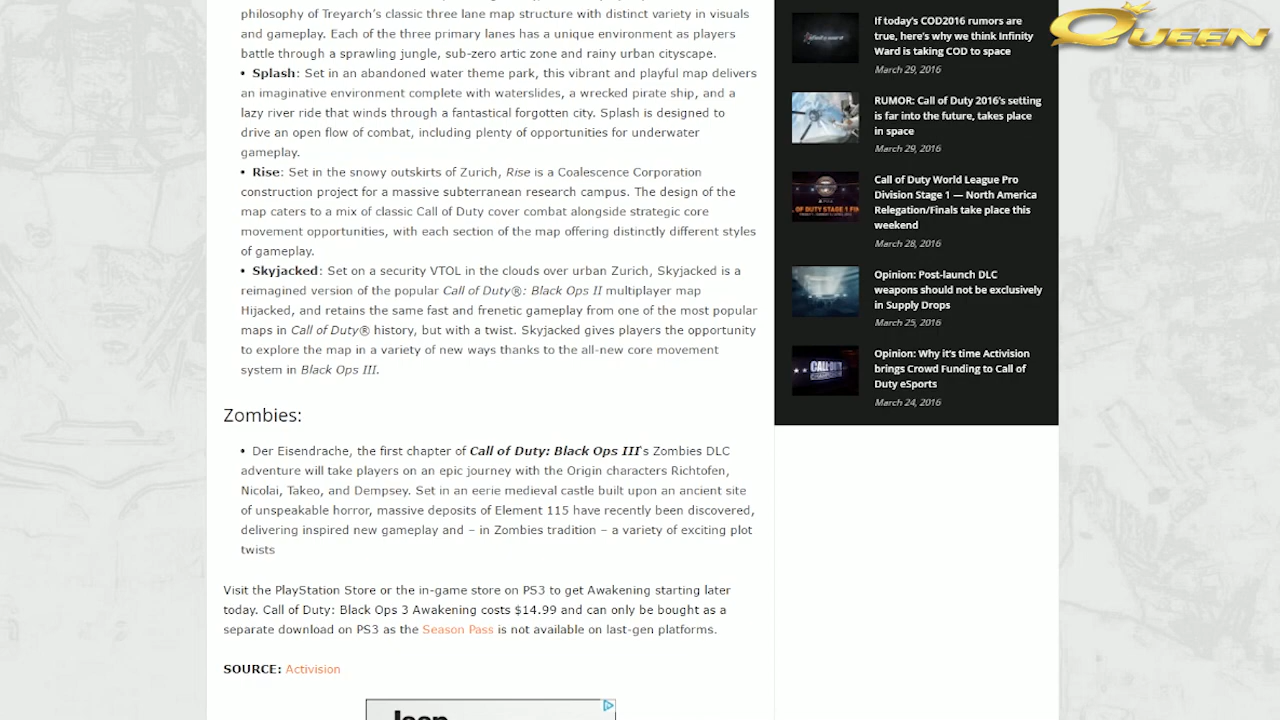 philosophy of Treyarch's classic three lane map structure with distinct variety in visuals
and gameplay. Each of the three primary lanes has a unique environment as players
battle through a sprawling jungle, sub-zero artic zone and rainy urban cityscape.
• Splash: Set in an abandoned water theme park, this vibrant and playful map delivers
an imaginative environment complete with waterslides, a wrecked pirate ship, and a
lazy river ride that winds through a fantastical forgotten city. Splash is designed to
drive an open flow of combat, including plenty of opportunities for underwater
gameplay.
• Rise: Set in the snowy outskirts of Zurich, Rise is a Coalescence Corporation
construction project for a massive subterranean research campus. The design of the
map caters to a mix of classic Call of Duty cover combat alongside strategic core
movement opportunities, with each section of the map offering distinctly different styles
of gameplay.
• Skyjacked: Set on a security VTOL in the clouds over urban Zurich, Skyjacked is a
reimagined version of the popular Call of Duty®: Black Ops II multiplayer map
Hijacked, and retains the same fast and frenetic gameplay from one of the most popular
maps in Call of Duty® history, but with a twist. Skyjacked gives players the opportunity
to explore the map in a variety of new ways thanks to the all-new core movement
system in Black Ops III.
Zombies:
• Der Eisendrache, the first chapter of Call of Duty: Black Ops III's Zombies DLC
adventure will take players on an epic journey with the Origin characters Richtofen,
Nicolai, Takeo, and Dempsey. Set in an eerie medieval castle built upon an ancient site
of unspeakable horror, massive deposits of Element 115 have recently been discovered,
delivering inspired new gameplay and – in Zombies tradition – a variety of exciting plot
twists
Visit the PlayStation Store or the in-game store on PS3 to get Awakening starting later
today. Call of Duty: Black Ops 3 Awakening costs $14.99 and can only be bought as a
separate download on PS3 as the Season Pass is not available on last-gen platforms.
SOURCE: Activision
Jeep
If today's COD2016 rumors are
true, here's why we think Infinity
Ward is taking COD to space
March 29, 2016
RUMOR: Call of Duty 2016's setting
is far into the future, takes place
in space
March 29, 2016
Call of Duty World League Pro
Division Stage 1 — North America
Relegation/Finals take place this
weekend
March 28, 2016
Opinion: Post-launch DLC
weapons should not be exclusively
in Supply Drops
March 25, 2016
Opinion: Why it's time Activision
brings Crowd Funding to Call of
Duty eSports
March 24, 2016
QUEEN